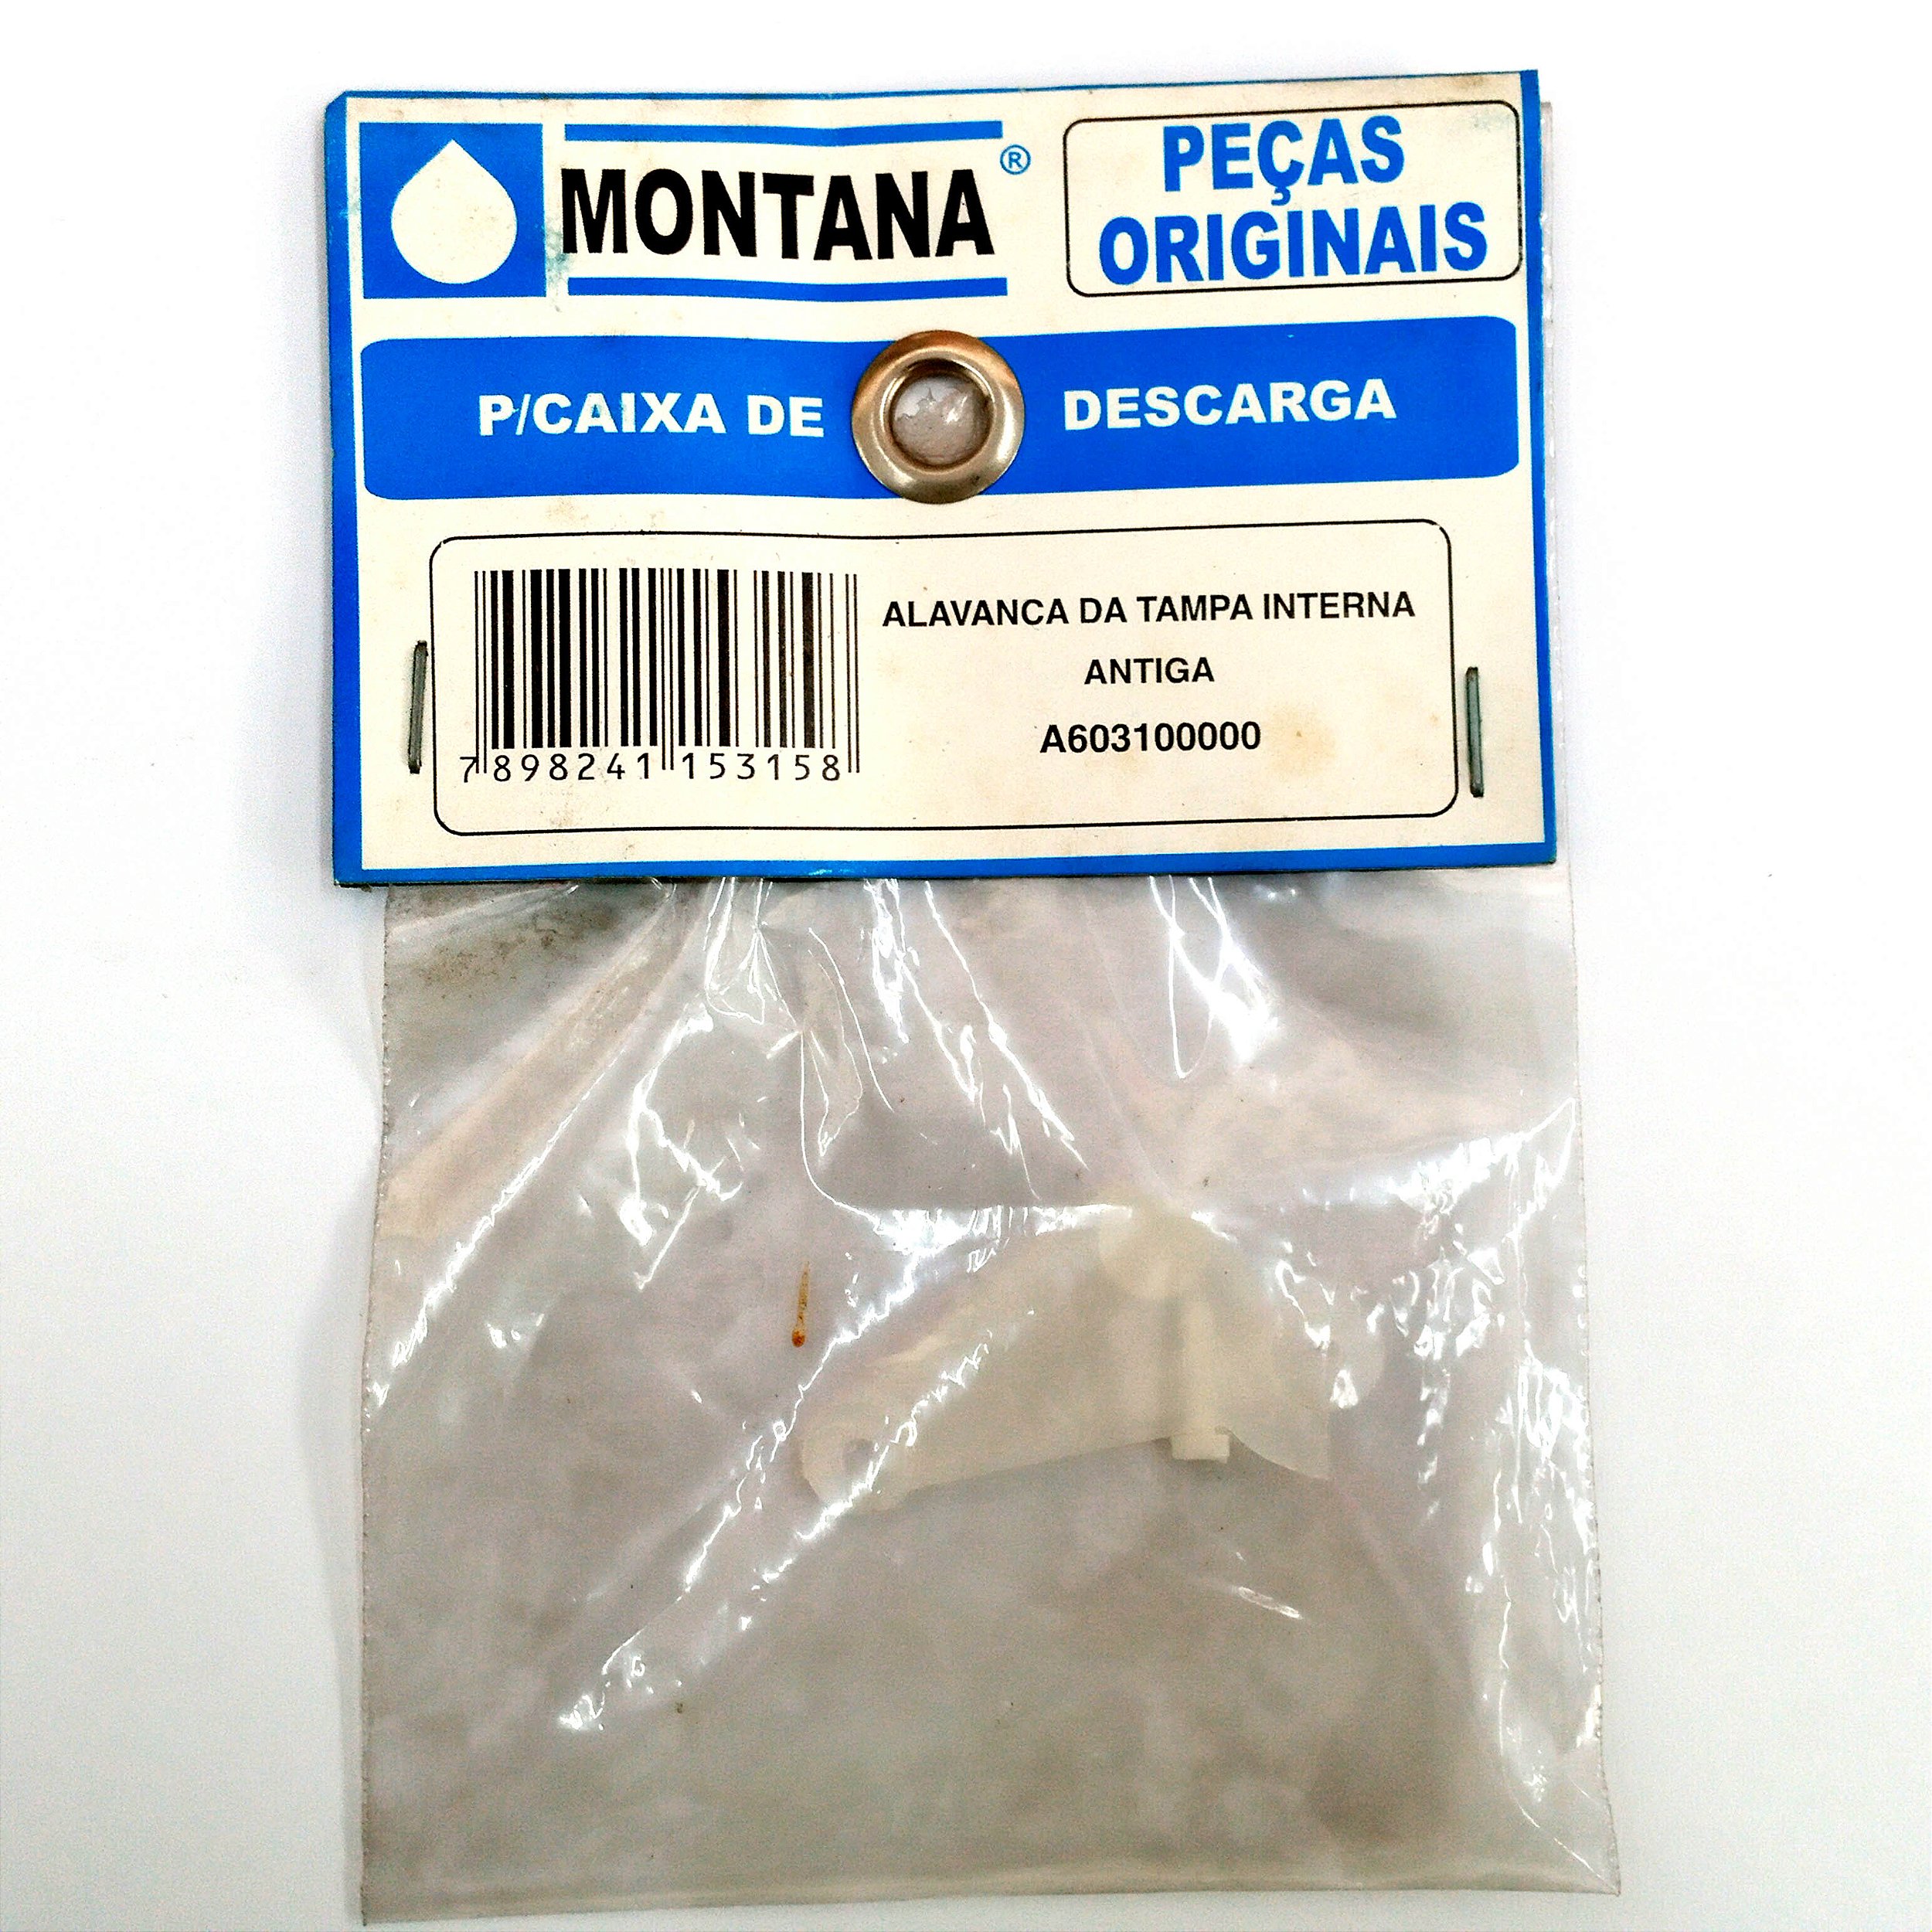 MONTANA®
PEÇAS
ORIGINAIS
P/CAIXA DE DESCARGA
ALAVANCA DA TAMPA INTERNA
ANTIGA
A603100000
7 898241 153158